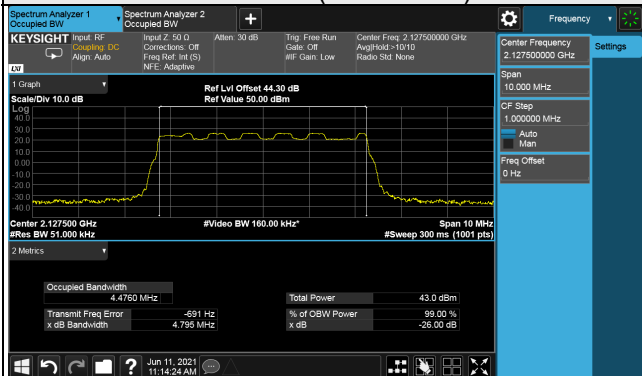 Spectrum Analyzer 1
Occupied BW
Spectrum Analyzer 2
Occupied BW
+
Frequency
KEYSIGHT
Input: RF
Coupling: DC
Align: Auto
LXI
Input Z: 50 Ω
Corrections: Off
Freq Ref: Int (S)
NFE: Adaptive
Atten: 30 dB
Trig: Free Run
Gate: Off
#IF Gain: Low
Center Freq: 2.127500000 GHz
Avg|Hold:>10/10
Radio Std: None
Center Frequency
2.127500000 GHz
Settings
Span
10.000 MHz
CF Step
1.000000 MHz
Auto
Man
Freq Offset
0 Hz
1 Graph
Scale/Div 10.0 dB
Ref Lvl Offset 44.30 dB
Ref Value 50.00 dBm
Log
40.0
30.0
20.0
10.0
0.00
-10.0
-20.0
-30.0
-40.0
Center 2.127500 GHz
#Res BW 51.000 kHz
#Video BW 160.00 kHz*
Span 10 MHz
#Sweep 300 ms (1001 pts)
2 Metrics
Occupied Bandwidth
4.4760 MHz
Total Power 43.0 dBm
Transmit Freq Error -691 Hz
% of OBW Power 99.00 %
x dB Bandwidth 4.795 MHz
x dB -26.00 dB
?
Jun 11, 2021
11:14:24 AM